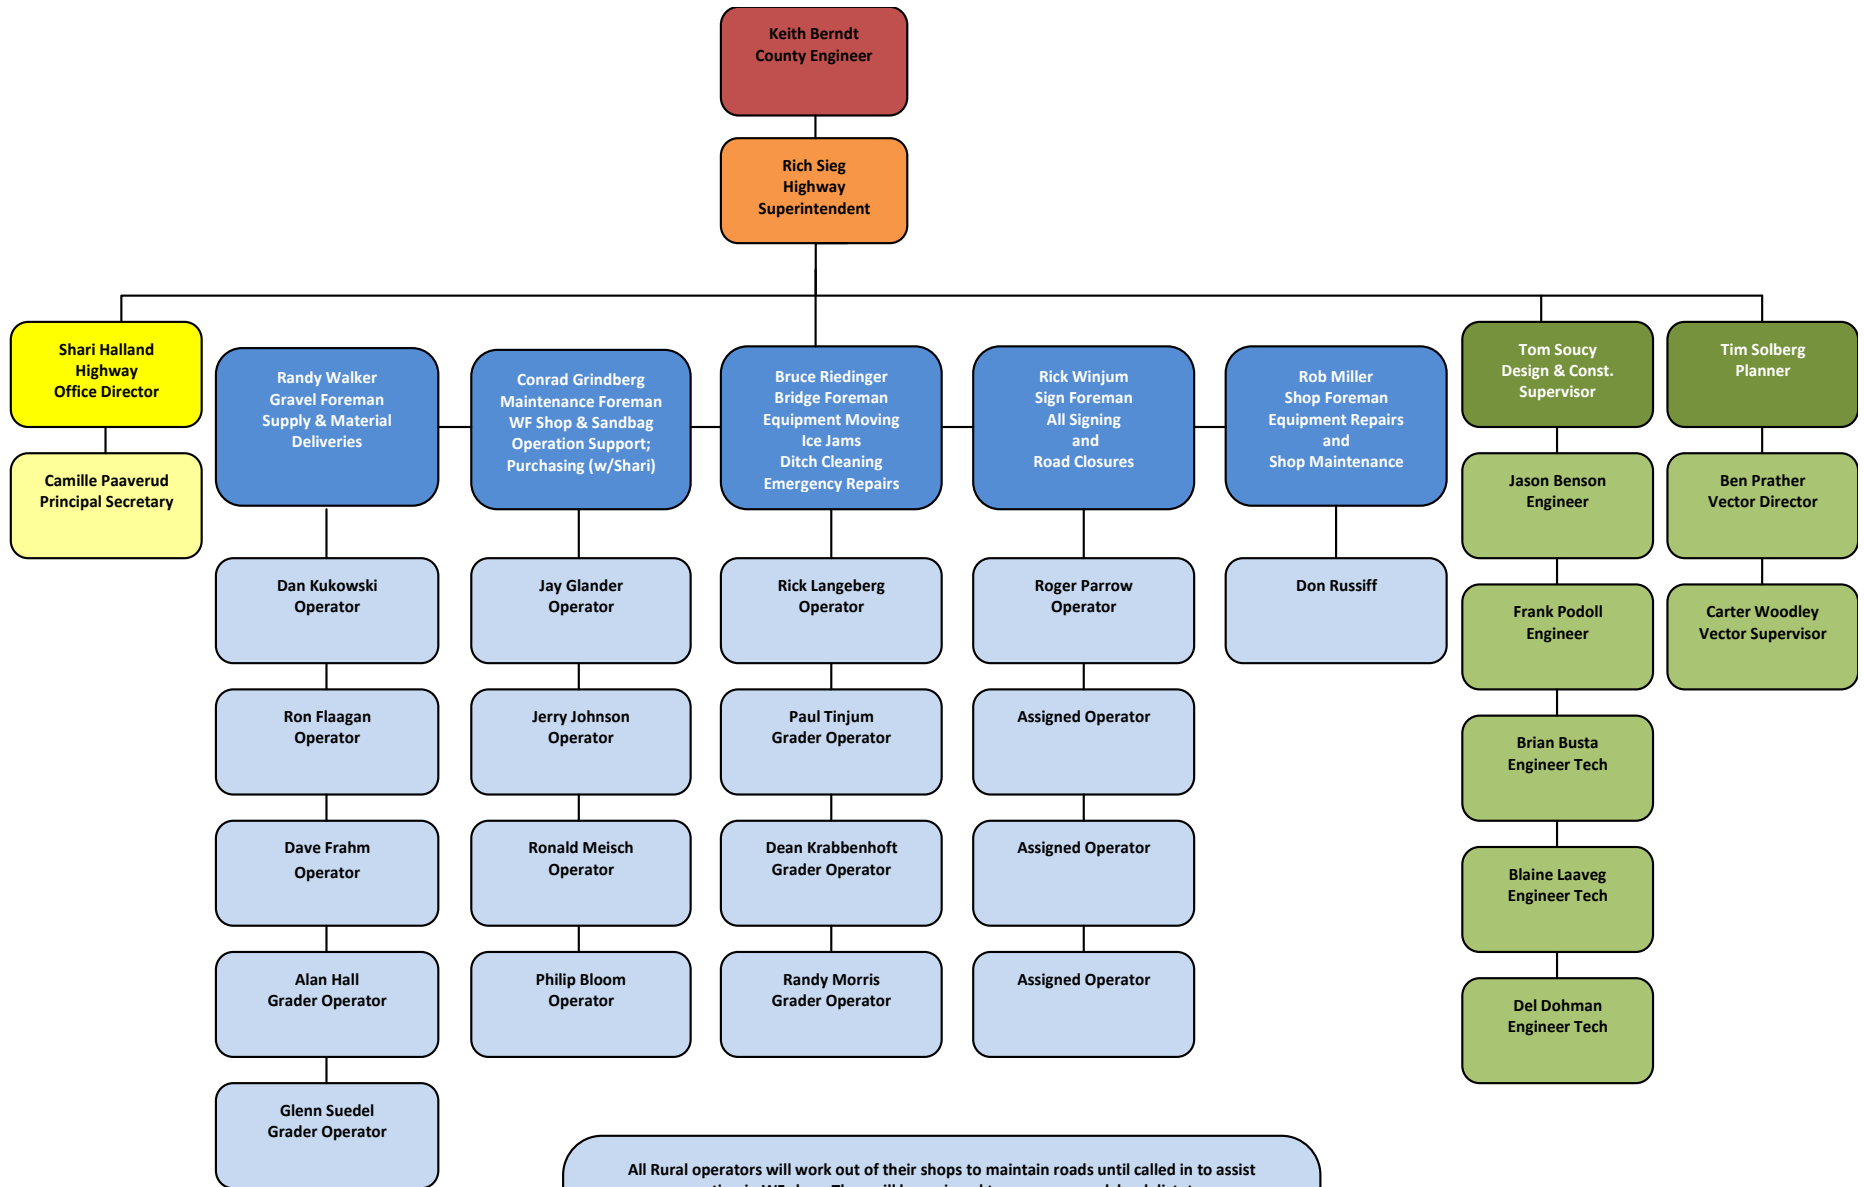 Keith Berndt
County Engineer
Rich Sieg
Highway
Superintendent
Shari Halland
Highway
Office Director
Camille Paaverud
Principal Secretary
Randy Walker
Gravel Foreman
Supply & Material
Deliveries
Dan Kukowski
Operator
Ron Flaagan
Operator
Dave Frahm
Operator
Alan Hall
Grader Operator
Glenn Suedel
Grader Operator
Conrad Grindberg
Maintenance Foreman
WF Shop & Sandbag
Operation Support;
Purchasing (w/Shari)
Jay Glander
Operator
Jerry Johnson
Operator
Ronald Meisch
Operator
Philip Bloom
Operator
Bruce Riedinger
Bridge Foreman
Equipment Moving
Ice Jams
Ditch Cleaning
Emergency Repairs
Rick Langeberg
Operator
Paul Tinjum
Grader Operator
Dean Krabbenhoft
Grader Operator
Randy Morris
Grader Operator
Rick Winjum
Sign Foreman
All Signing
and
Road Closures
Roger Parrow
Operator
Assigned Operator
Assigned Operator
Assigned Operator
Rob Miller
Shop Foreman
Equipment Repairs
and
Shop Maintenance
Don Russiff
Tom Soucy
Design & Const.
Supervisor
Jason Benson
Engineer
Frank Podoll
Engineer
Brian Busta
Engineer Tech
Blaine Laaveg
Engineer Tech
Del Dohman
Engineer Tech
Tim Solberg
Planner
Ben Prather
Vector Director
Carter Woodley
Vector Supervisor
All Rural operators will work out of their shops to maintain roads until called in to assist